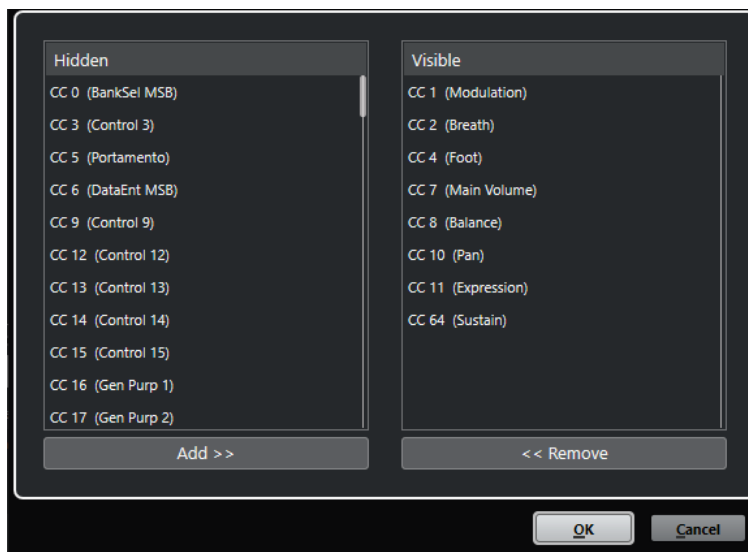 Hidden
CC 0 (BankSel MSB)
CC 3 (Control 3)
CC 5 (Portamento)
CC 6 (DataEnt MSB)
CC 9 (Control 9)
CC 12 (Control 12)
CC 13 (Control 13)
CC 14 (Control 14)
CC 15 (Control 15)
CC 16 (Gen Purp 1)
CC 17 (Gen Purp 2)
Add >>
Visible
CC 1 (Modulation)
CC 2 (Breath)
CC 4 (Foot)
CC 7 (Main Volume)
CC 8 (Balance)
CC 10 (Pan)
CC 11 (Expression)
CC 64 (Sustain)
<< Remove
OK
Cancel